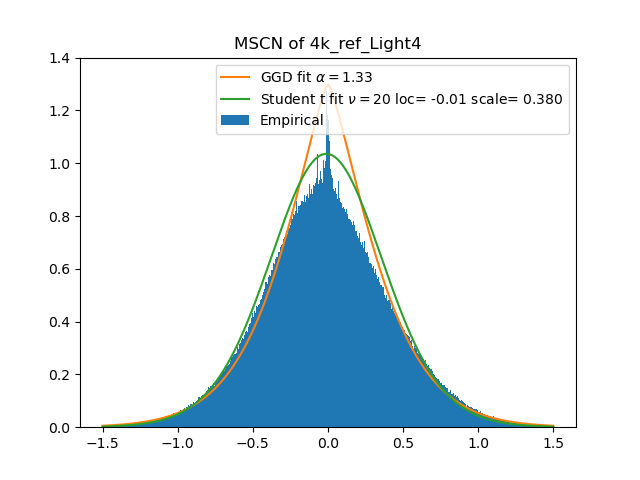 MSCN of 4k_ref_Light4
GGD fit α = 1.33
Student t fit ν = 20 loc= -0.01 scale= 0.380
Empirical
1.4
1.2
1.0
0.8
0.6
0.4
0.2
0.0
−1.5 −1.0 −0.5 0.0 0.5 1.0 1.5